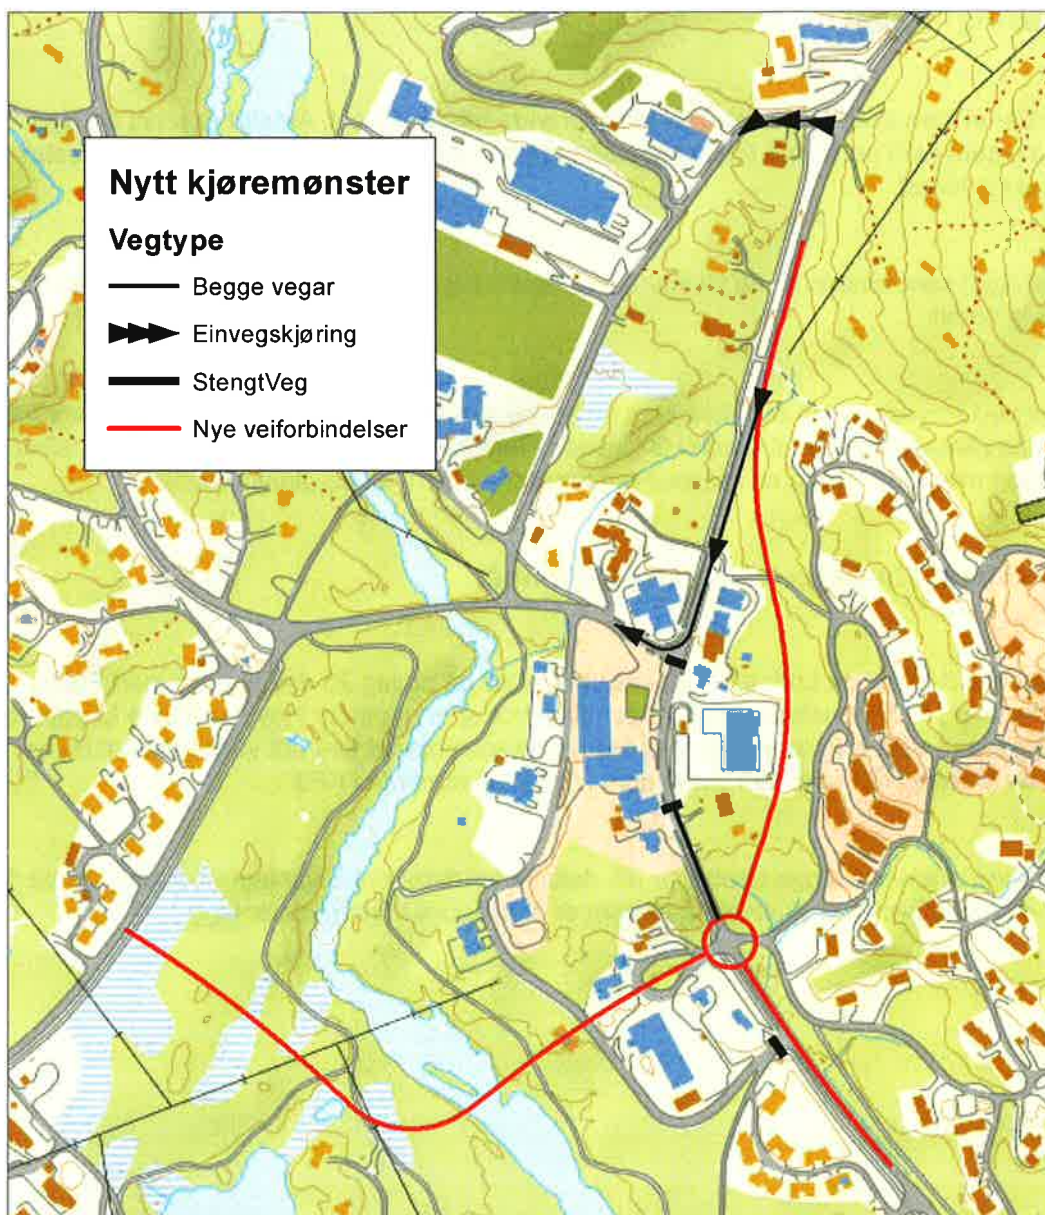 Nytt kjøremønster
Vegtype
Begge vegar
Einvegskjøring
StengtVeg
Nye veiforbindelser